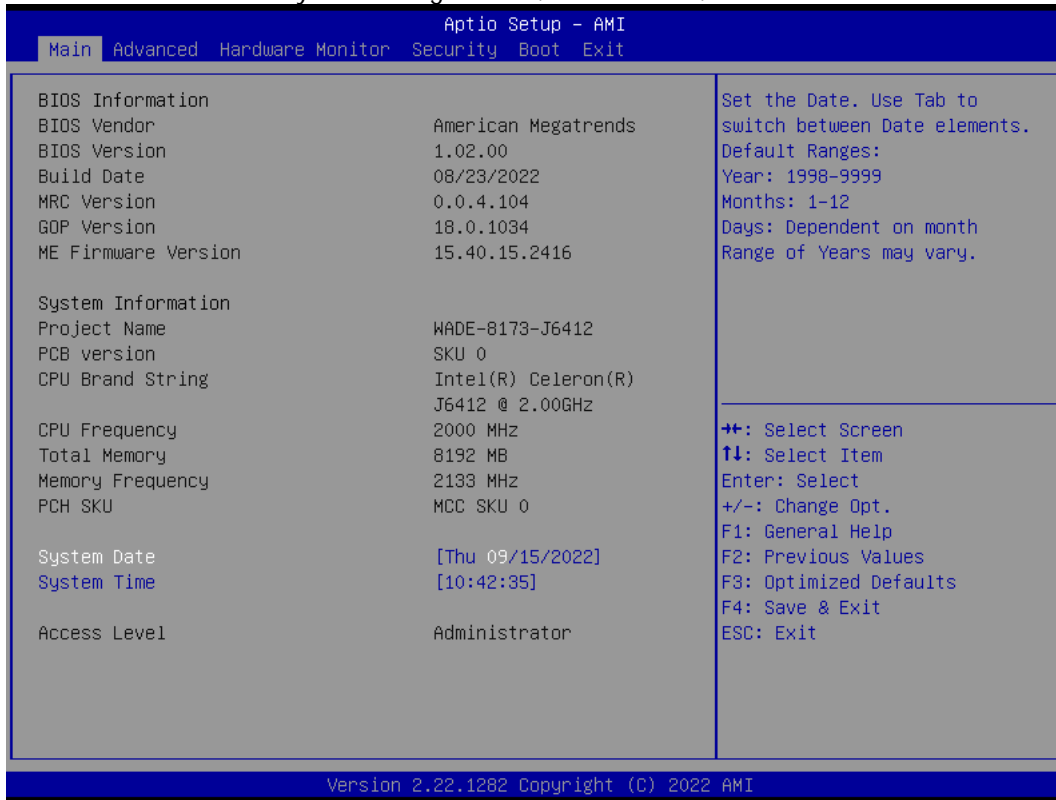 Aptio Setup – AMI
Main Advanced Hardware Monitor Security Boot Exit
BIOS Information
BIOS Vendor American Megatrends
BIOS Version 1.02.00
Build Date 08/23/2022
MRC Version 0.0.4.104
GOP Version 18.0.1034
ME Firmware Version 15.40.15.2416
System Information
Project Name WADE-8173-J6412
PCB version SKU 0
CPU Brand String Intel(R) Celeron(R)
J6412 @ 2.00GHz
CPU Frequency 2000 MHz
Total Memory 8192 MB
Memory Frequency 2133 MHz
PCH SKU MCC SKU 0
System Date [Thu 09/15/2022]
System Time [10:42:35]
Access Level Administrator
Set the Date. Use Tab to
switch between Date elements.
Default Ranges:
Year: 1998-9999
Months: 1-12
Days: Dependent on month
Range of Years may vary.
→←: Select Screen
↑↓: Select Item
Enter: Select
+/-: Change Opt.
F1: General Help
F2: Previous Values
F3: Optimized Defaults
F4: Save & Exit
ESC: Exit
Version 2.22.1282 Copyright (C) 2022 AMI